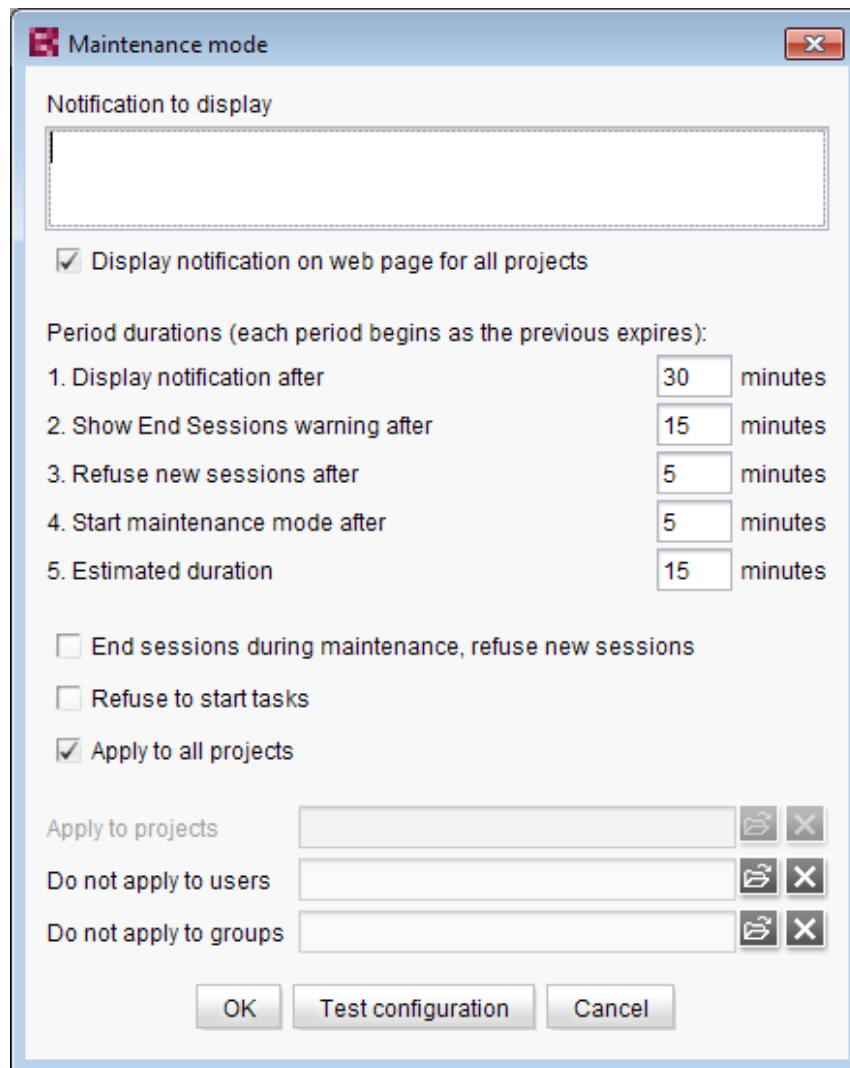 Maintenance mode
Notification to display
Display notification on web page for all projects
Period durations (each period begins as the previous expires):
1. Display notification after 30 minutes
2. Show End Sessions warning after 15 minutes
3. Refuse new sessions after 5 minutes
4. Start maintenance mode after 5 minutes
5. Estimated duration 15 minutes
End sessions during maintenance, refuse new sessions
Refuse to start tasks
Apply to all projects
Apply to projects
Do not apply to users
Do not apply to groups
OK Test configuration Cancel